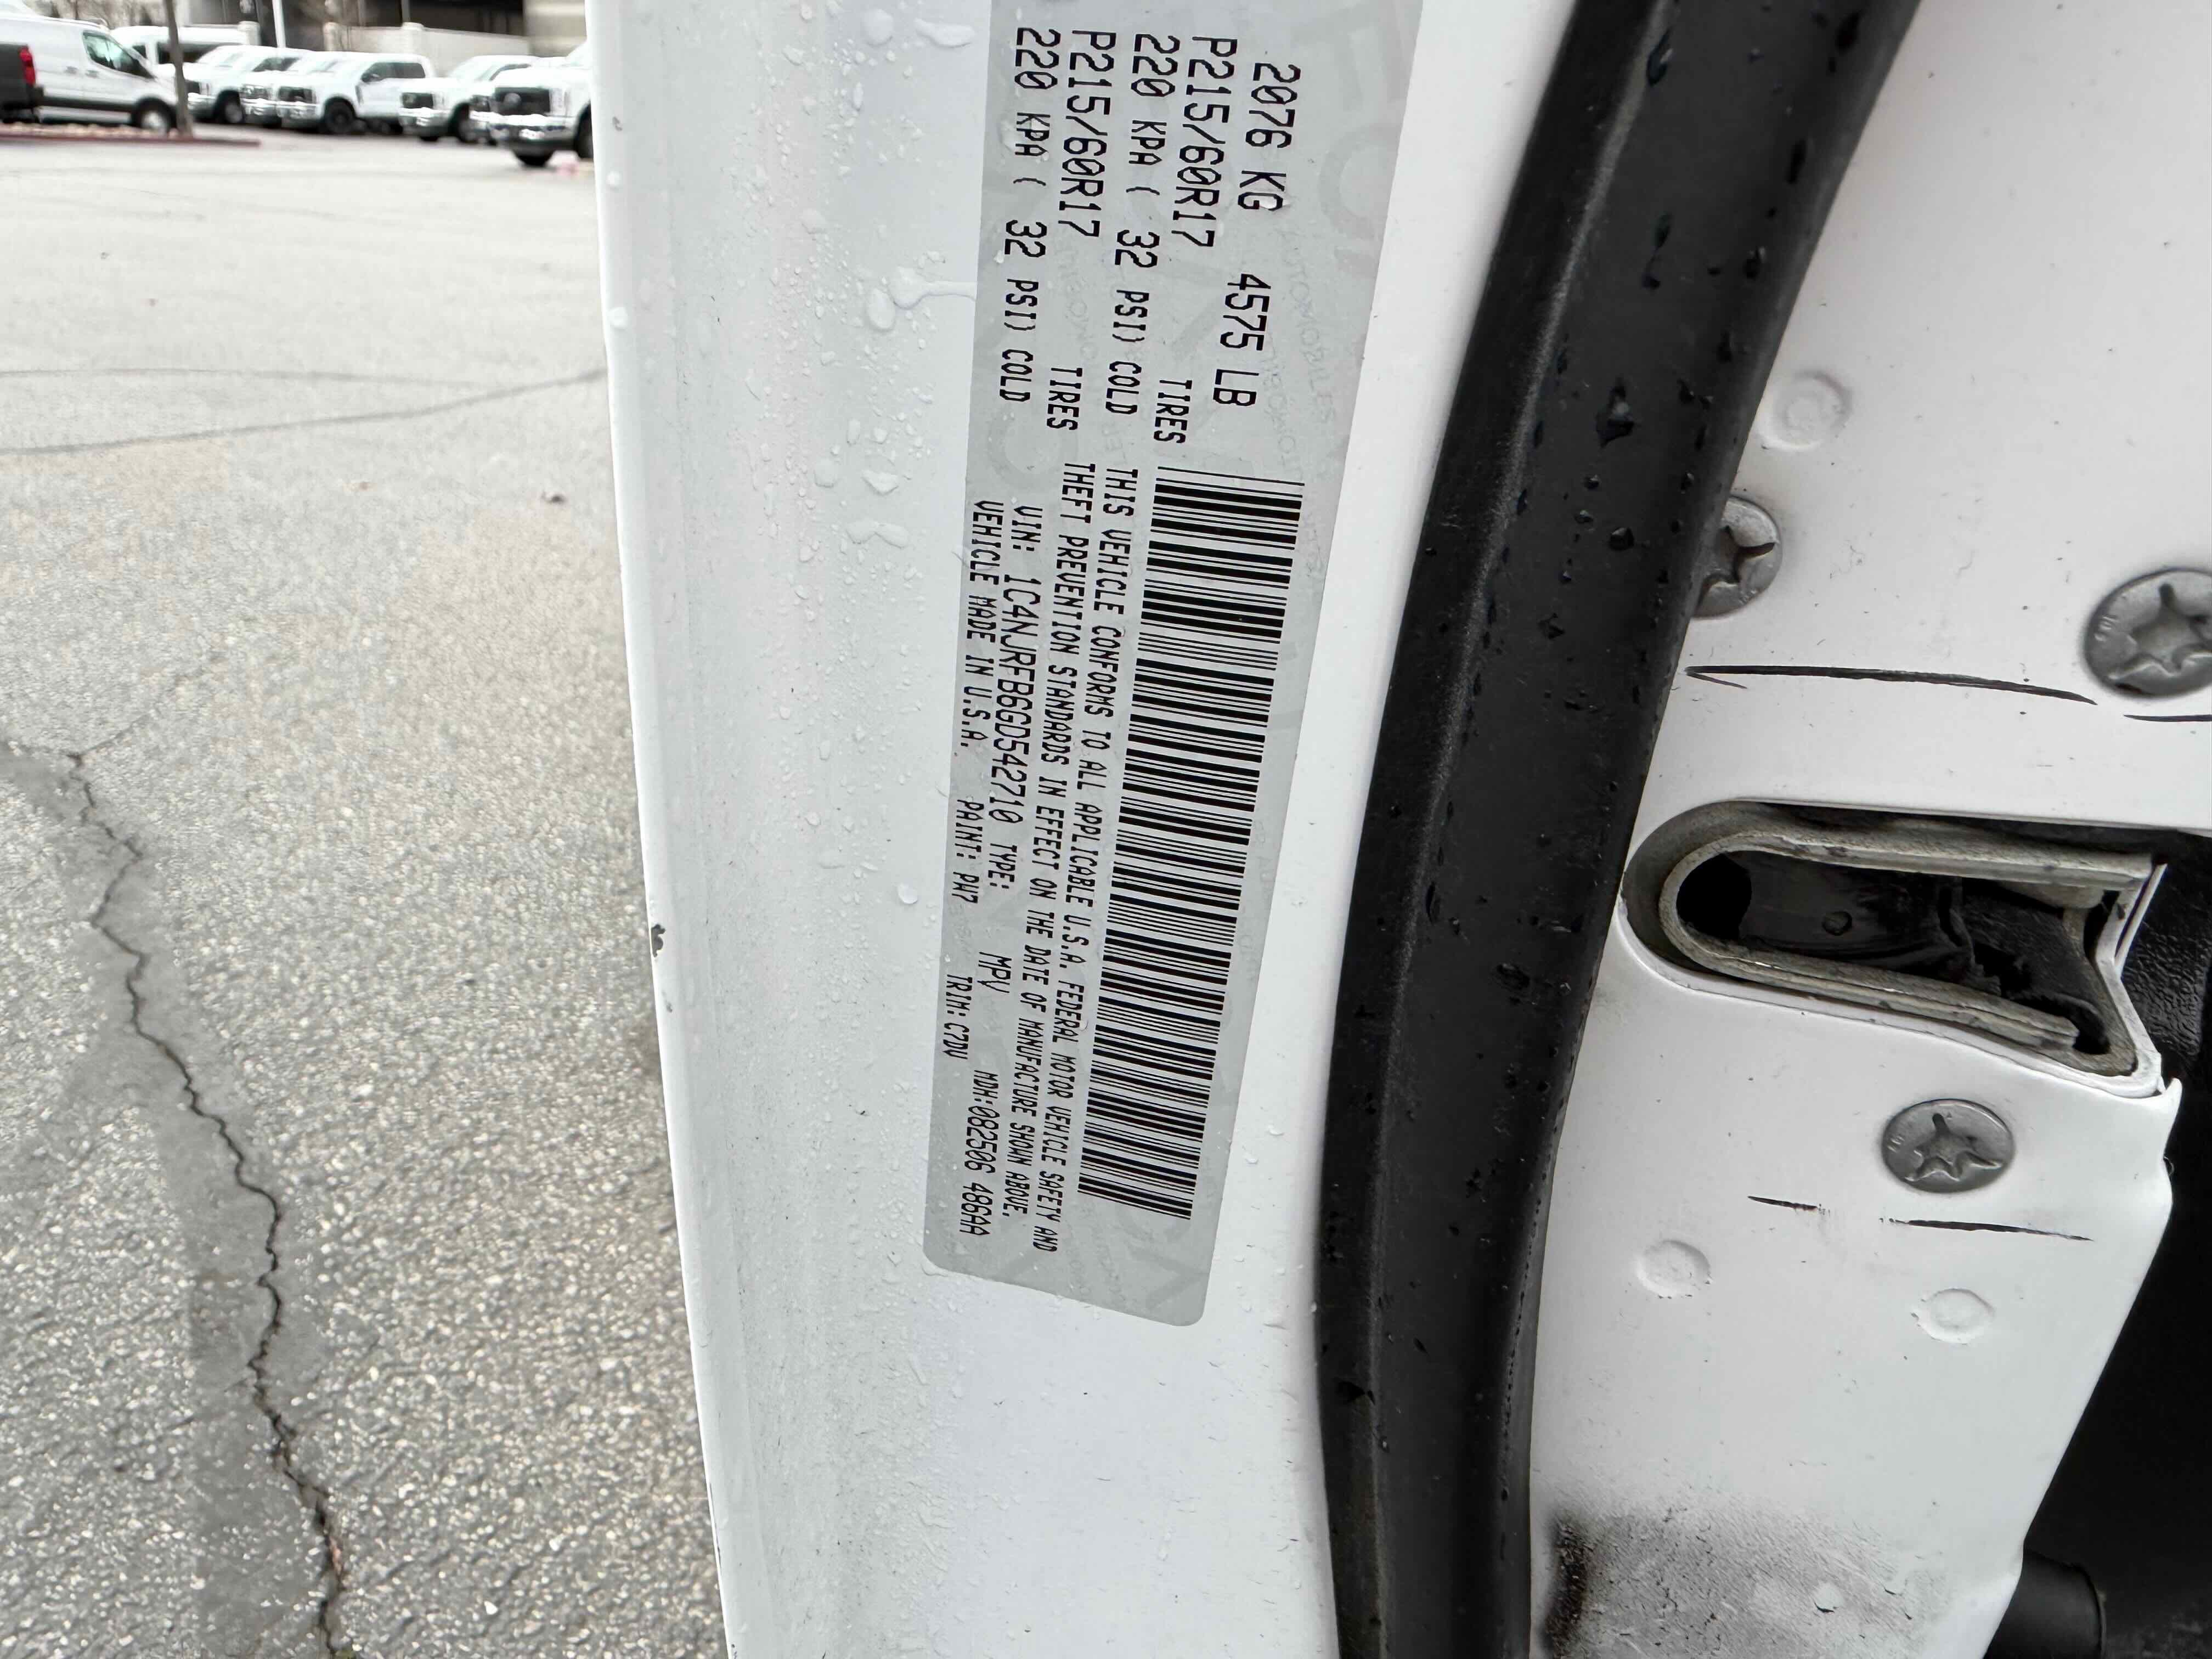 2076 KG 4575 LB
P215/60R17 TIRES
220 KPA ( 32 PSI) COLD
P215/60R17 TIRES
220 KPA ( 32 PSI) COLD
THIS VEHICLE CONFORMS TO ALL APPLICABLE U.S.A. FEDERAL MOTOR VEHICLE SAFETY AND
THEFT PREVENTION STANDARDS IN EFFECT ON THE DATE OF MANUFACTURE SHOWN ABOVE.
VIN: 1C4NJRFB6GD542710 TYPE: MPV MDH:082506 486AA
VEHICLE MADE IN U.S.A. PAINT: PW7 TRIM: C7DV